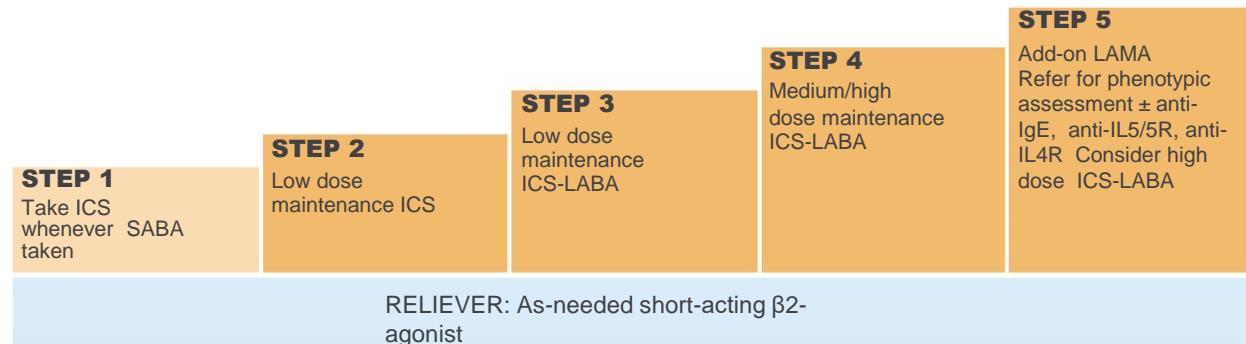 STEP 1
Take ICS
whenever SABA
taken
STEP 2
Low dose
maintenance ICS
STEP 3
Low dose
maintenance
ICS-LABA
STEP 4
Medium/high
dose maintenance
ICS-LABA
STEP 5
Add-on LAMA
Refer for phenotypic
assessment ± anti-
IgE, anti-IL5/5R, anti-
IL4R Consider high
dose ICS-LABA
RELIEVER: As-needed short-acting β2-
agonist